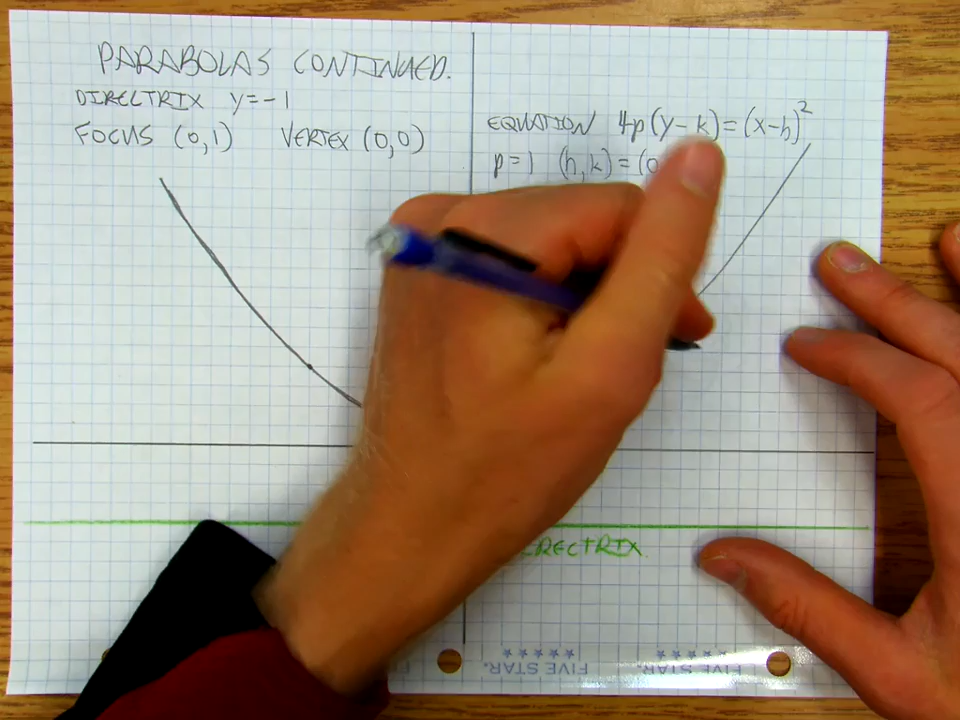 PARABOLAS CONTINUED.
DIRECTRIX y=-1
FOCUS (0,1) VERTEX (0,0)
EQUATION 4p(y-k)=(x-h)²
p=1 (h,k)=(0
RECTRIX.
FIVE STAR.
FIVE STAR.